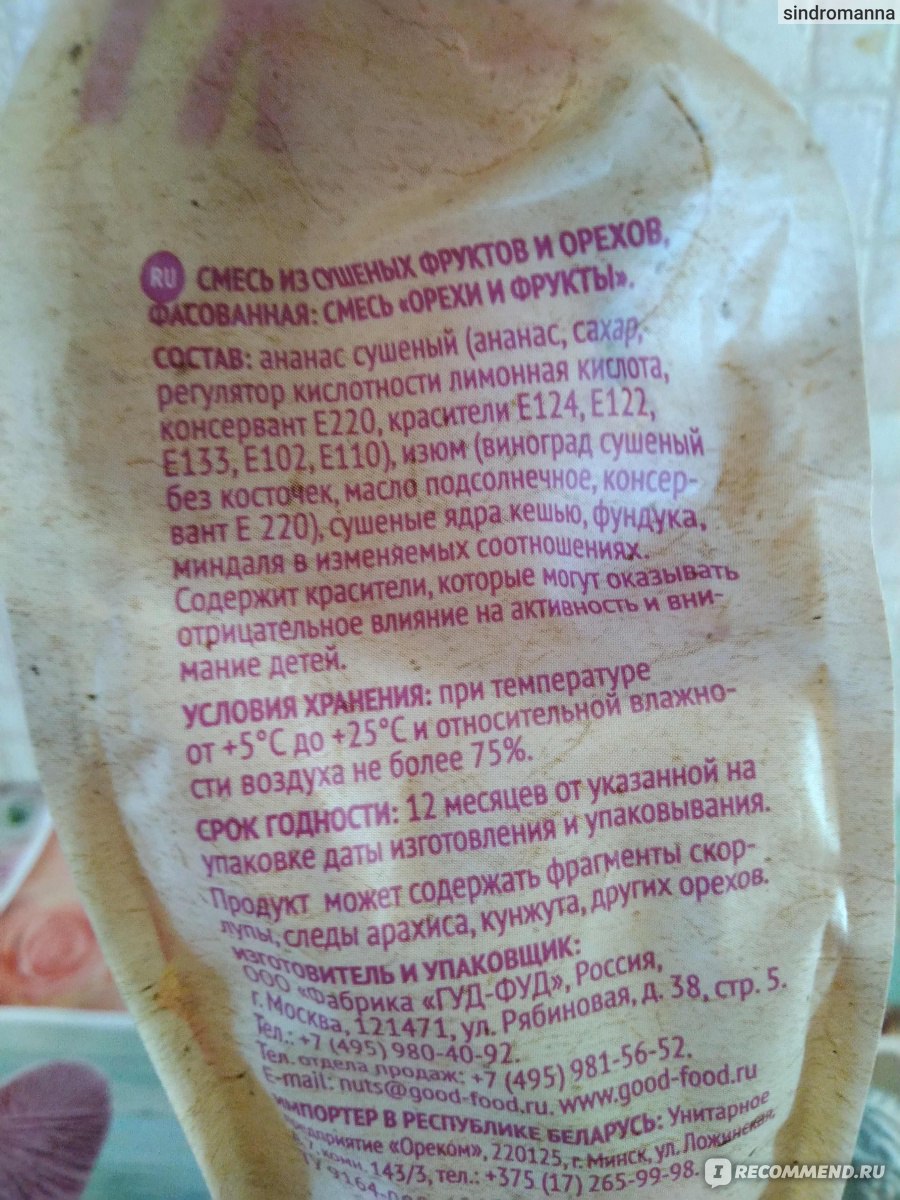 sindromanna
RU СМЕСЬ ИЗ СУШЕНЫХ ФРУКТОВ И ОРЕХОВ,
ФАСОВАННАЯ: СМЕСЬ «ОРЕХИ И ФРУКТЫ».
СОСТАВ: ананас сушеный (ананас, сахар,
регулятор кислотности лимонная кислота,
консервант Е220, красители Е124, Е122,
Е133, Е102, Е110), изюм (виноград сушеный
без косточек, масло подсолнечное, консер-
вант Е 220), сушеные ядра кешью, фундука,
миндаля в изменяемых соотношениях.
Содержит красители, которые могут оказывать
отрицательное влияние на активность и вни-
мание детей.
УСЛОВИЯ ХРАНЕНИЯ: при температуре
от +5°С до +25°С и относительной влажно-
сти воздуха не более 75%.
СРОК ГОДНОСТИ: 12 месяцев от указанной на
упаковке даты изготовления и упаковывания.
Продукт может содержать фрагменты скор-
лупы, следы арахиса, кунжута, других орехов.
ИЗГОТОВИТЕЛЬ И УПАКОВЩИК:
ООО «Фабрика «ГУД-ФУД», Россия,
г. Москва, 121471, ул. Рябиновая, д. 38, стр. 5.
Тел.: +7 (495) 980-40-92.
Тел. отдела продаж: +7 (495) 981-56-52.
E-mail: nuts@good-food.ru. www.good-food.ru
ИМПОРТЕР В РЕСПУБЛИКЕ БЕЛАРУСЬ: Унитарное
предприятие «Ореком», 220125, г. Минск, ул. Ложинская,
комн. 143/3, тел.: +375 (17) 265-99-98.
IRECOMMEND.RU